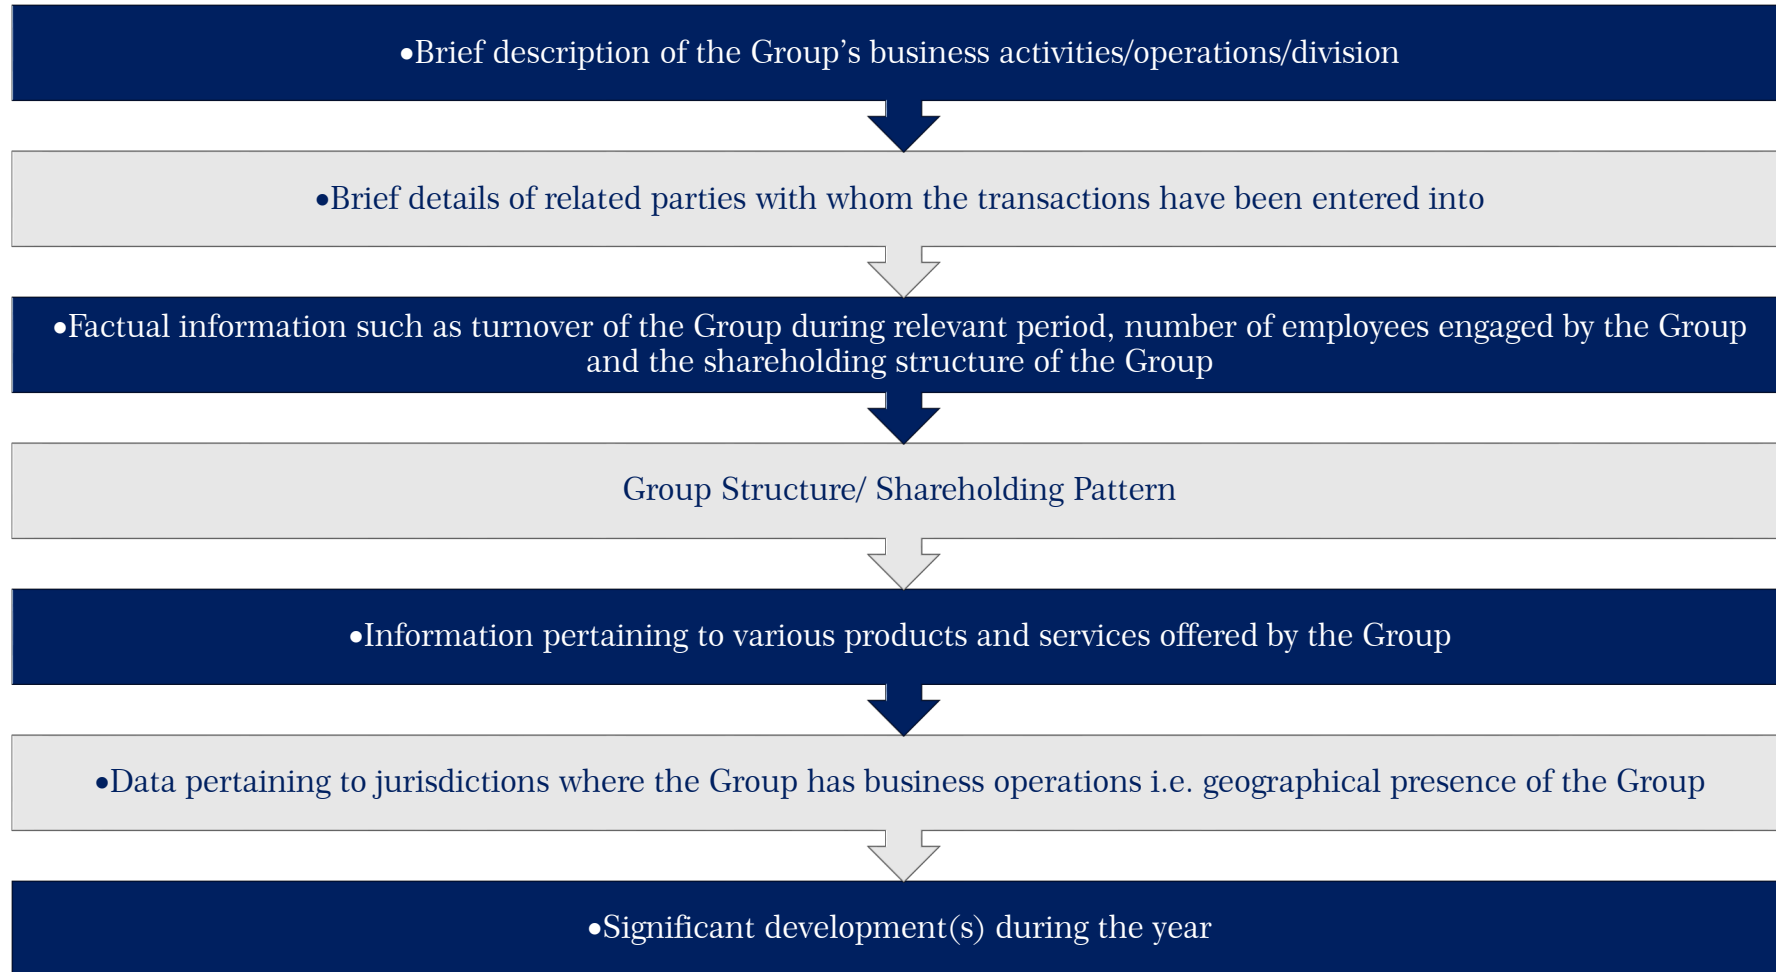 •Brief description of the Group’s business activities/operations/division
•Brief details of related parties with whom the transactions have been entered into
•Factual information such as turnover of the Group during relevant period, number of employees engaged by the Group
and the shareholding structure of the Group
Group Structure/ Shareholding Pattern
•Information pertaining to various products and services offered by the Group
•Data pertaining to jurisdictions where the Group has business operations i.e. geographical presence of the Group
•Significant development(s) during the year